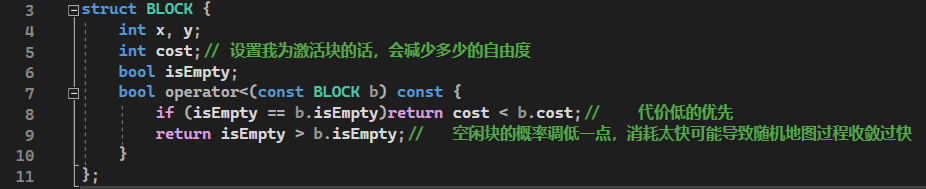 3 struct BLOCK {
4 int x, y;
5 int cost;// 设置我为激活块的话，会减少多少的自由度
6 bool isEmpty;
7 bool operator<(const BLOCK b) const {
8 if (isEmpty == b.isEmpty)return cost < b.cost;// 代价低的优先
9 return isEmpty > b.isEmpty;// 空闲块的概率调低一点，消耗太快可能导致随机地图过程收敛过快
10 }
11 };